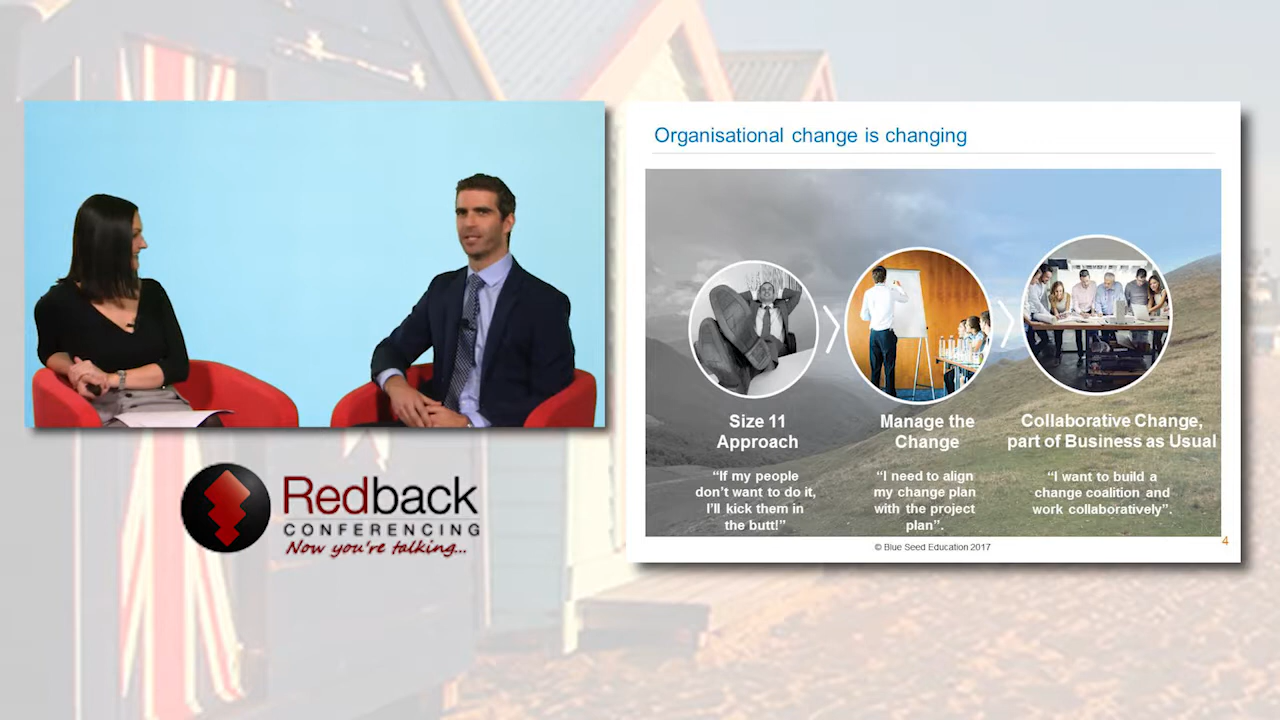 Organisational change is changing
Size 11
Approach
"If my people
don't want to do it,
I'll kick them in
the butt!"
Manage the
Change
"I need to align
my change plan
with the project
plan".
Collaborative Change,
part of Business as Usual
"I want to build a
change coalition and
work collaboratively".
© Blue Seed Education 2017
4
Redback
CONFERENCING
Now you're talking...